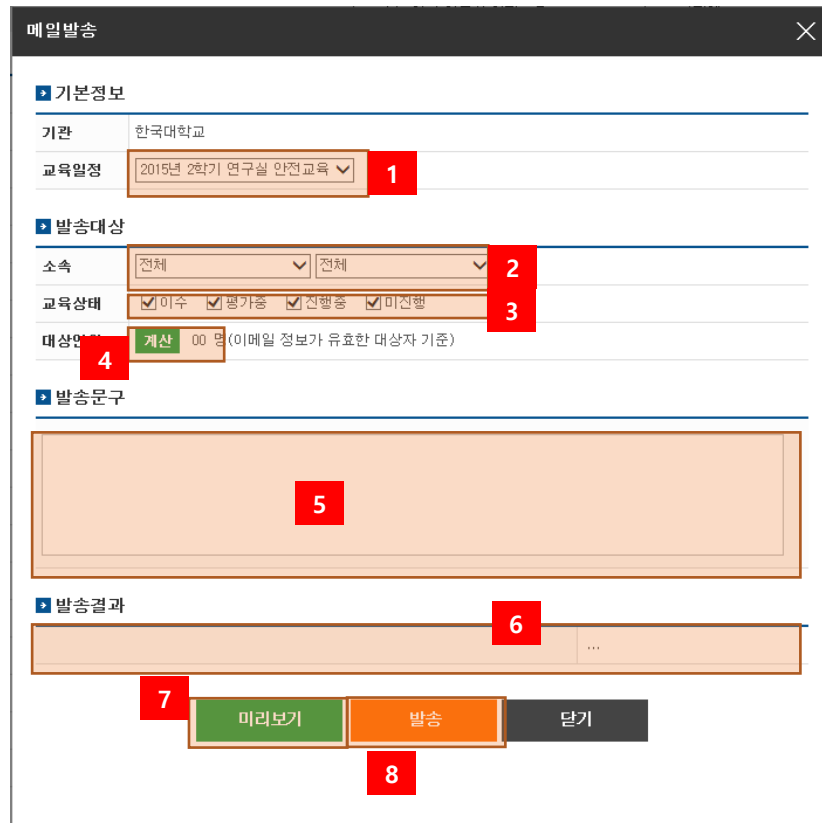 메일발송
기본정보
기관 한국대학교
교육일정 2015년 2학기 연구실 안전교육 1
발송대상
소속 전체 전체 2
교육상태 이수 평가중 진행중 미진행 3
대상인원 계산 00 명(이메일 정보가 유효한 대상자 기준)
4
발송문구
5
발송결과
6
...
7
미리보기 발송 닫기
8